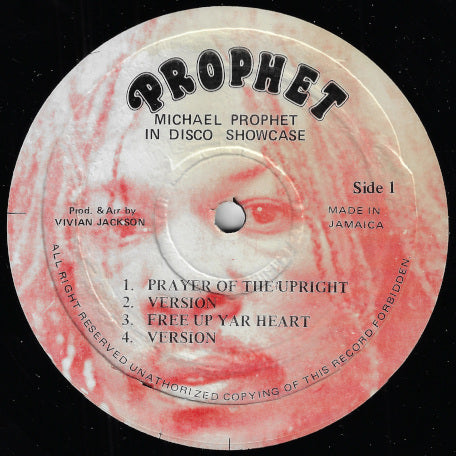 PROPHET
MICHAEL PROPHET
IN DISCO SHOWCASE
Prod. & Arr. by
VIVIAN JACKSON
Side 1
MADE IN
JAMAICA
1. PRAYER OF THE UPRIGHT
2. VERSION
3. FREE UP YAR HEART
4. VERSION
ALL RIGHT RESERVED UNATHORIZED COPYING OF THIS RECORD FORBIDDEN